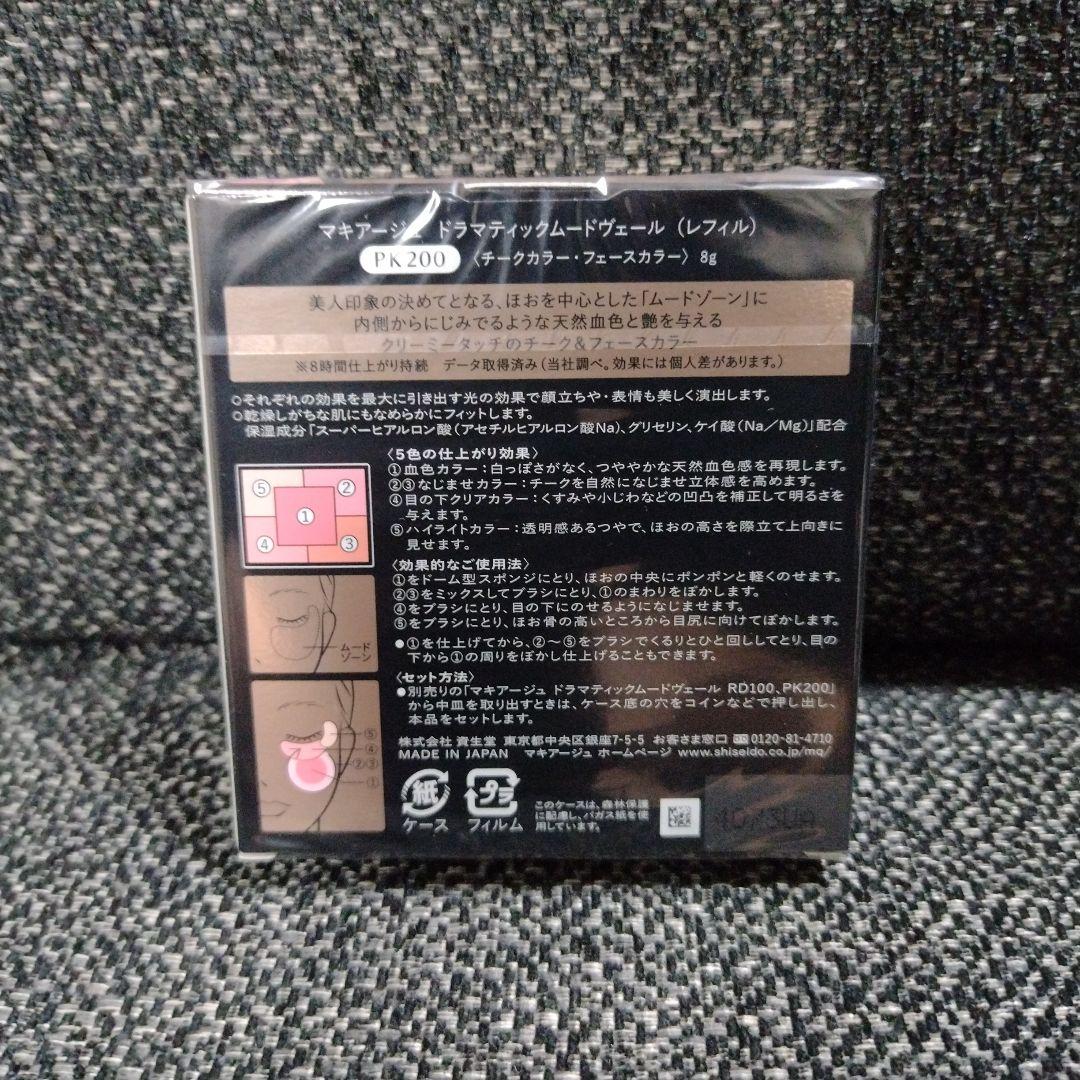 マキアージュ ドラマティックムードヴェール (レフィル)
PK200 〈チークカラー・フェースカラー〉 8g
美人印象の決めてとなる、ほおを中心とした「ムードゾーン」に
内側からにじみでるような天然血色と艶を与える
クリーミータッチのチーク&フェースカラー
※8時間仕上がり持続 データ取得済み(当社調べ。効果には個人差があります。)
○それぞれの効果を最大に引き出す光の効果で顔立ちや・表情も美しく演出します。
○乾燥しがちな肌にもなめらかにフィットします。
保湿成分「スーパーヒアルロン酸(アセチルヒアルロン酸Na)、グリセリン、ケイ酸(Na/Mg)」配合
〈5色の仕上がり効果〉
①血色カラー:白っぽさがなく、つややかな天然血色感を再現します。
②③なじませカラー:チークを自然になじませ立体感を高めます。
④目の下クリアカラー:くすみや小じわなどの凹凸を補正して明るさを
与えます。
⑤ハイライトカラー:透明感あるつやで、ほおの高さを際立て上向きに
見せます。
⑤ ②
①
④ ③
〈効果的なご使用法〉
①をドーム型スポンジにとり、ほおの中央にポンポンと軽くのせます。
②③をミックスしてブラシにとり、①のまわりをぼかします。
④をブラシにとり、目の下にのせるようになじませます。
⑤をブラシにとり、ほお骨の高いところから目尻に向けてぼかします。
●①を仕上げてから、②〜⑤をブラシでくるりとひと回ししてとり、目の
下から①の周りをぼかし仕上げることもできます。
ムード
ゾーン
〈セット方法〉
●別売りの「マキアージュ ドラマティックムードヴェール RD100、PK200」
から中皿を取り出すときは、ケース底の穴をコインなどで押し出し、
本品をセットします。
⑤
④
②③
①
株式会社 資生堂 東京都中央区銀座7-5-5 お客さま窓口 0120-81-4710
MADE IN JAPAN マキアージュ ホームページ www.shiseido.co.jp/mq/
紙 プラ
ケース フィルム
このケースは、森林保護
に配慮し、バガス紙を使
用しています。